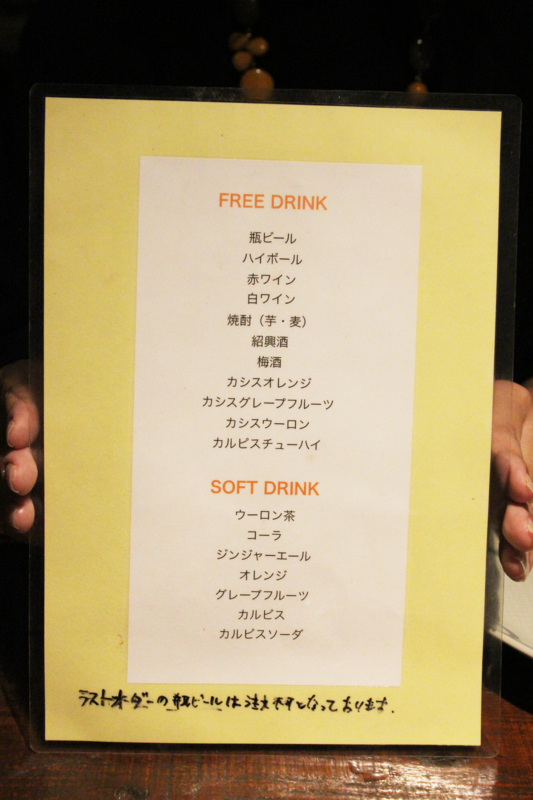 FREE DRINK
瓶ビール
ハイボール
赤ワイン
白ワイン
焼酎（芋・麦）
紹興酒
梅酒
カシスオレンジ
カシスグレープフルーツ
カシスウーロン
カルピスチューハイ
SOFT DRINK
ウーロン茶
コーラ
ジンジャーエール
オレンジ
グレープフルーツ
カルピス
カルピスソーダ
ラストオーダーの瓶ビールは注文不可となっております.